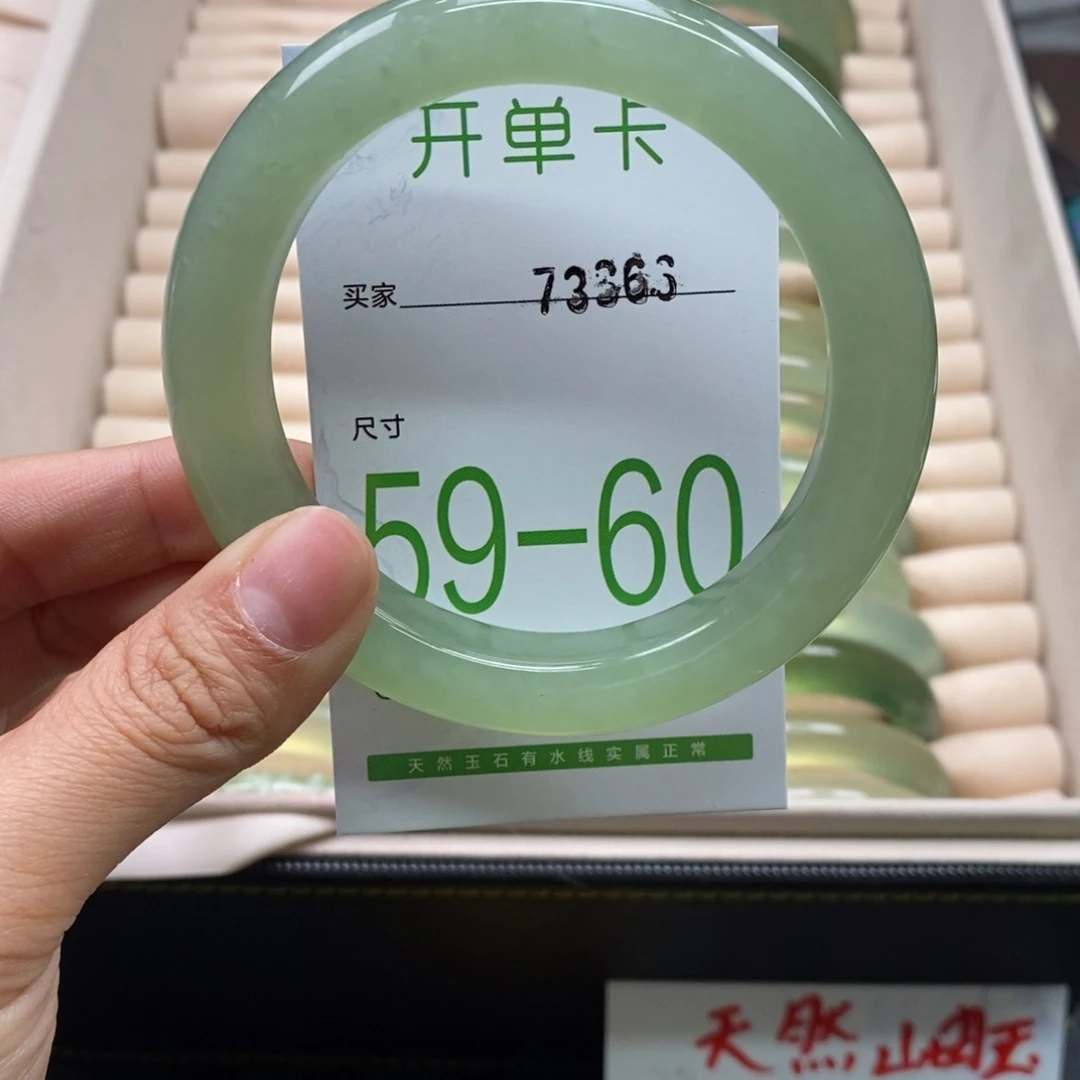 开单卡
买家 73363
尺寸
59-60
天然玉石有水线实属正常
天然